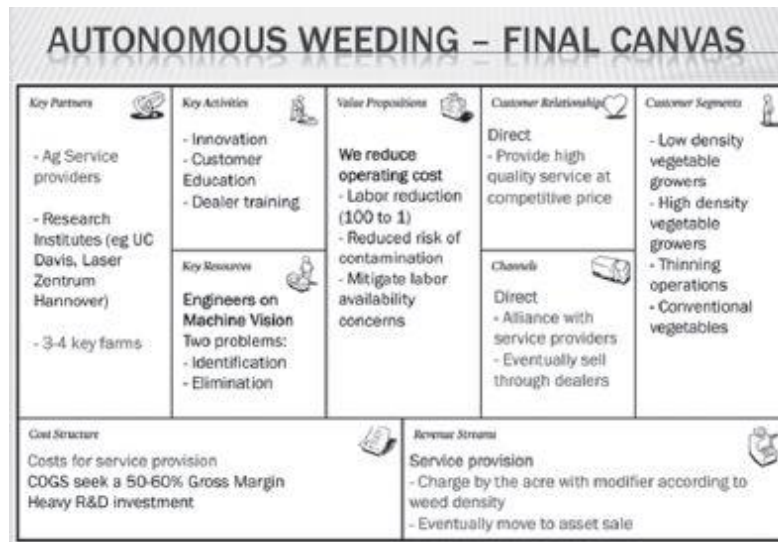 AUTONOMOUS WEEDING – FINAL CANVAS
Key Partners
- Ag Service
providers
- Research
Institutes (eg UC
Davis, Laser
Zentrum
Hannover)
- 3-4 key farms
Key Activities
- Innovation
- Customer
Education
- Dealer training
Key Resources
Engineers on
Machine Vision
Two problems:
- Identification
- Elimination
Value Propositions
We reduce
operating cost
- Labor reduction
(100 to 1)
- Reduced risk of
contamination
- Mitigate labor
availability
concerns
Customer Relationships
Direct
- Provide high
quality service at
competitive price
Channels
Direct
- Alliance with
service providers
- Eventually sell
through dealers
Customer Segments
- Low density
vegetable
growers
- High density
vegetable
growers
- Thinning
operations
- Conventional
vegetables
Cost Structure
Costs for service provision
COGS seek a 50-60% Gross Margin
Heavy R&D investment
Revenue Streams
Service provision
- Charge by the acre with modifier according to
weed density
- Eventually move to asset sale